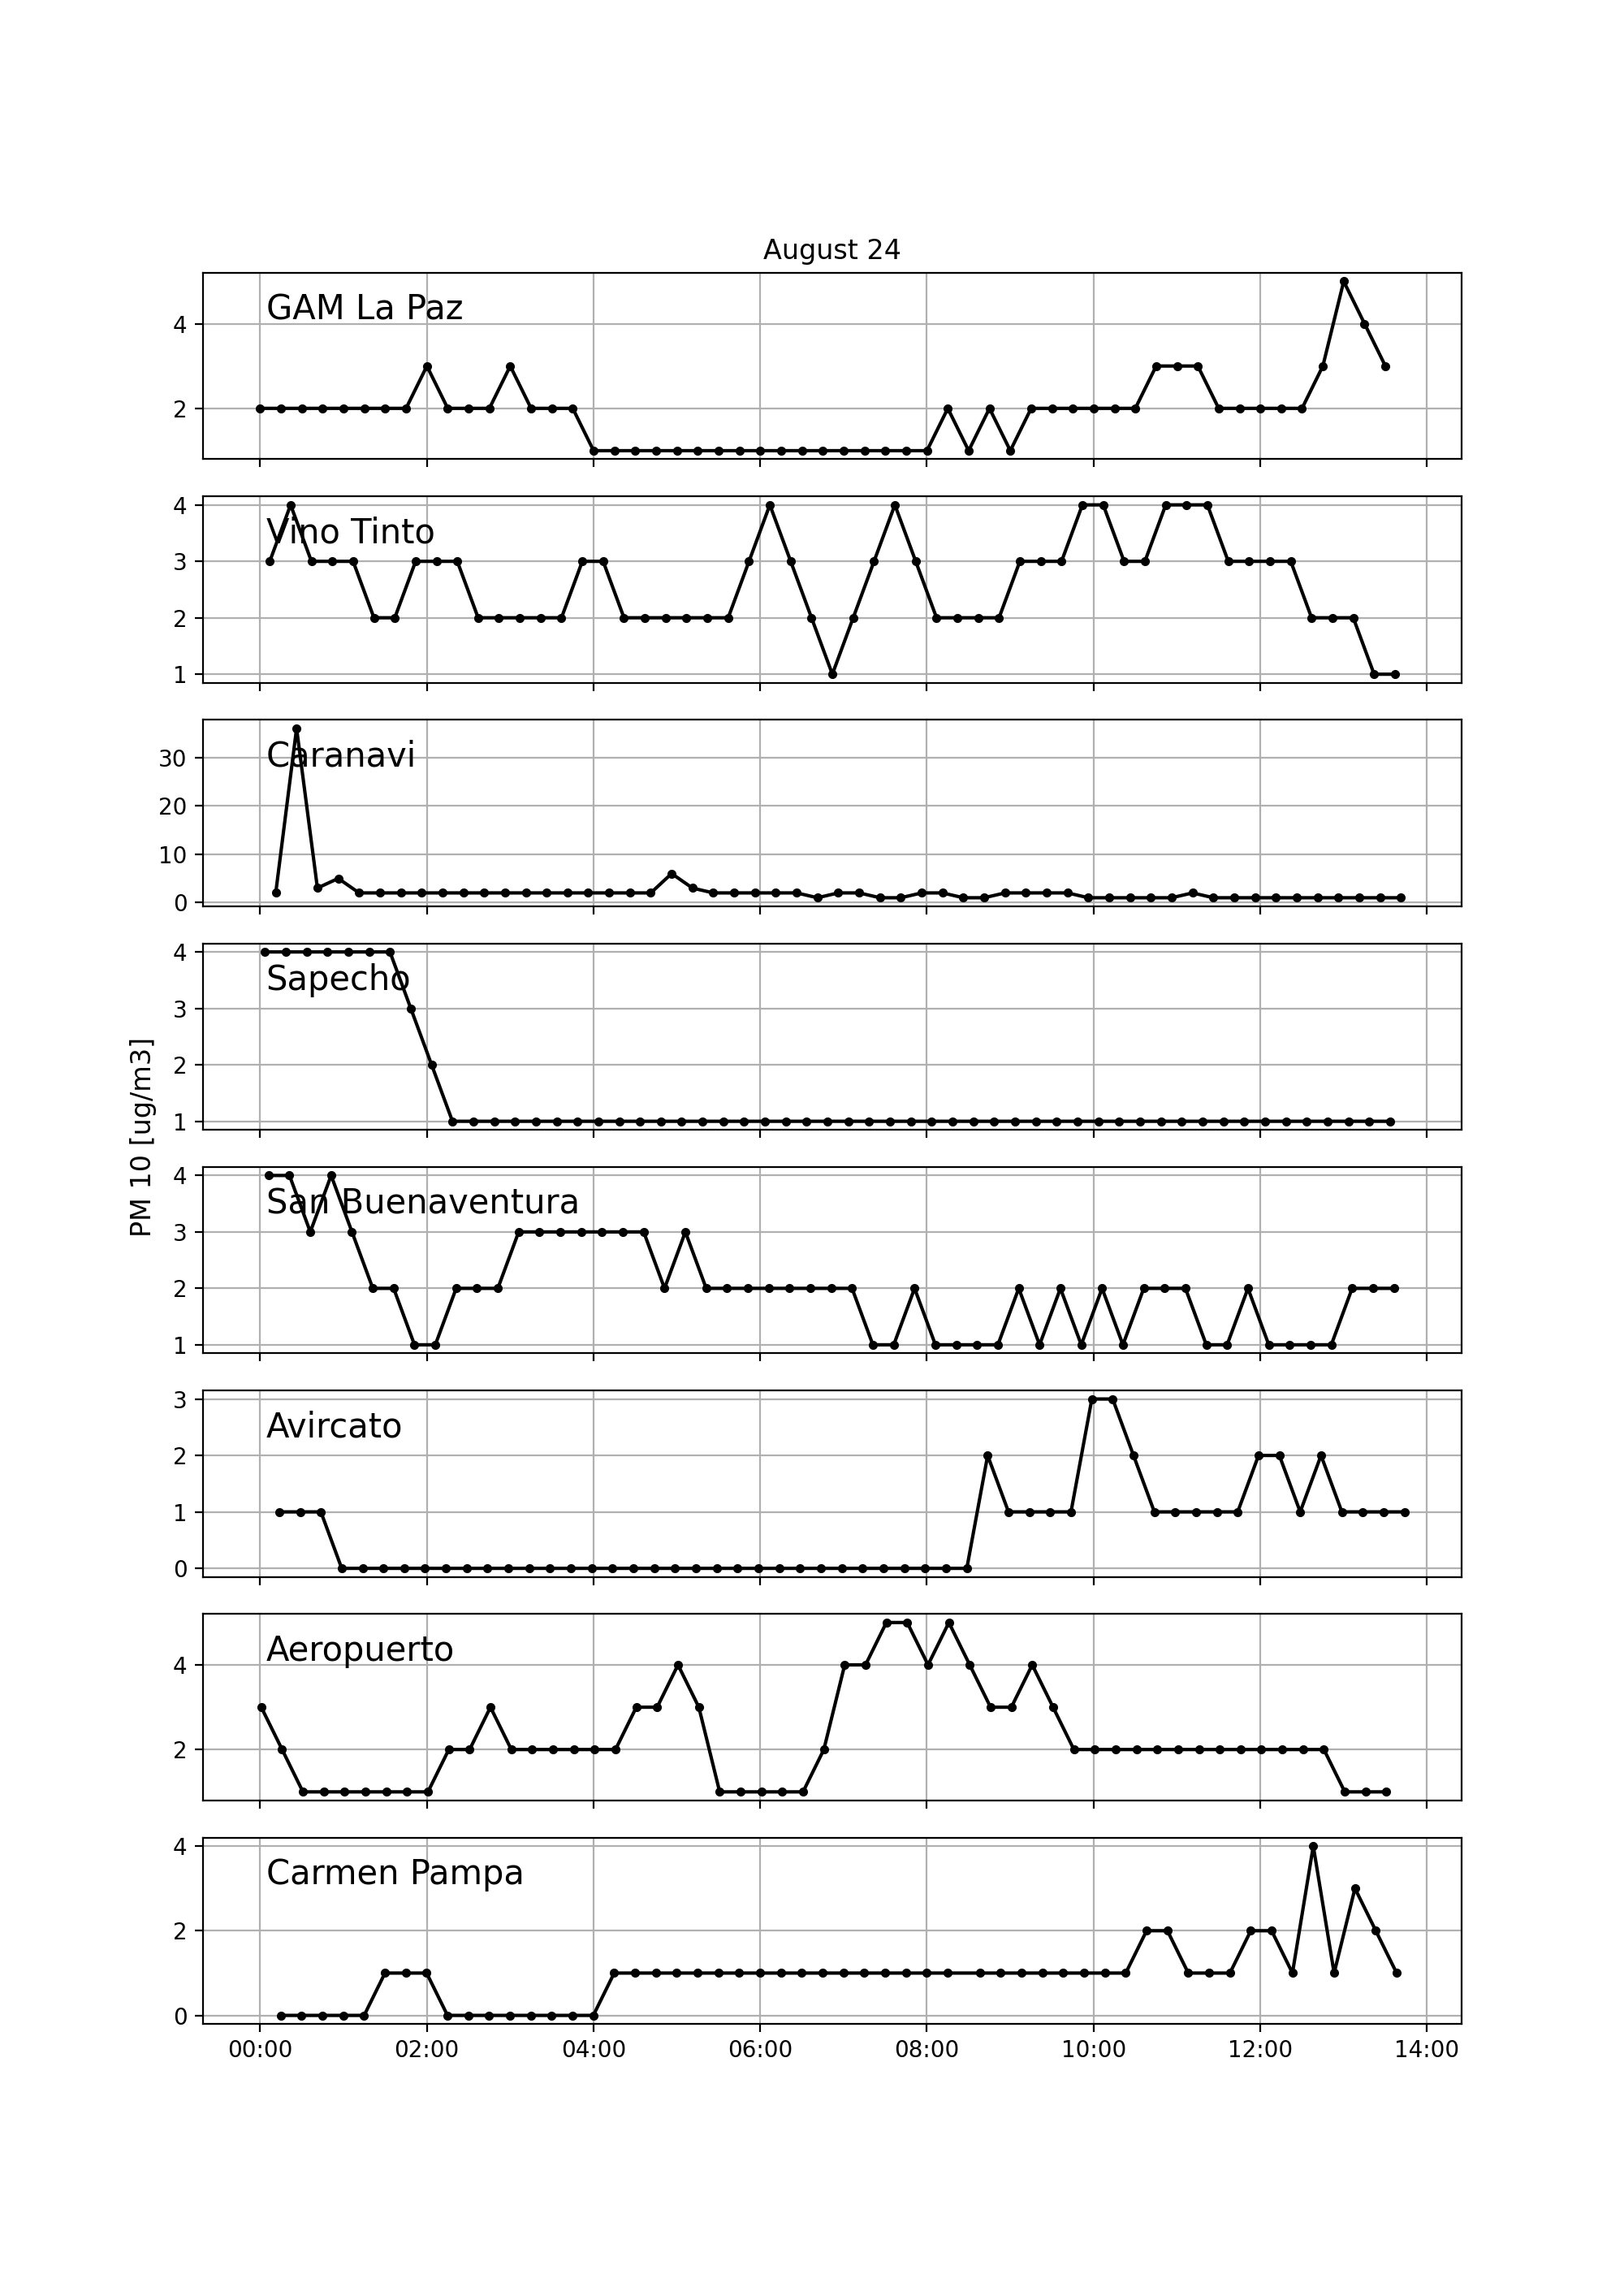 August 24
GAM La Paz
4
2
Vino Tinto
4
3
2
1
Caranavi
30
20
10
0
Sapecho
4
3
2
1
PM 10 [ug/m3]
San Buenaventura
4
3
2
1
Avircato
3
2
1
0
Aeropuerto
4
2
Carmen Pampa
4
2
0
00:00 02:00 04:00 06:00 08:00 10:00 12:00 14:00